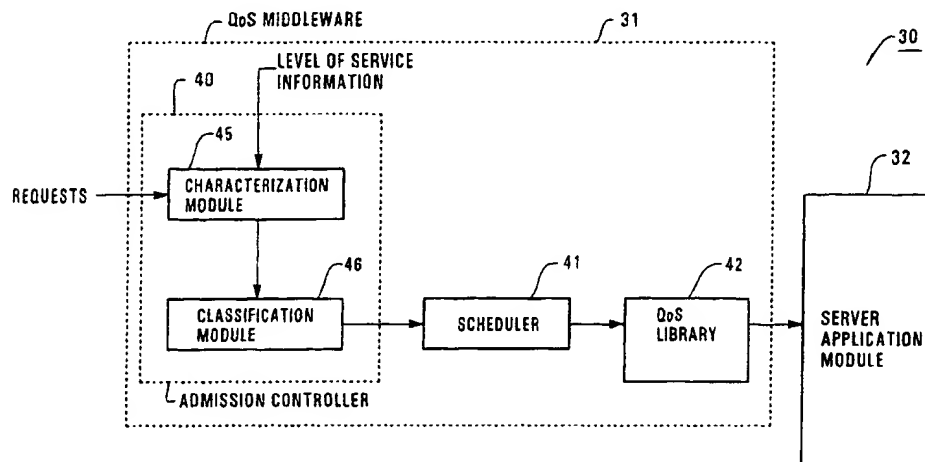 QoS MIDDLEWARE
31
30
LEVEL OF SERVICE
INFORMATION
40
45
32
REQUESTS
CHARACTERIZATION
MODULE
46
41
42
CLASSIFICATION
MODULE
SCHEDULER
QoS
LIBRARY
SERVER
APPLICATION
MODULE
ADMISSION CONTROLLER